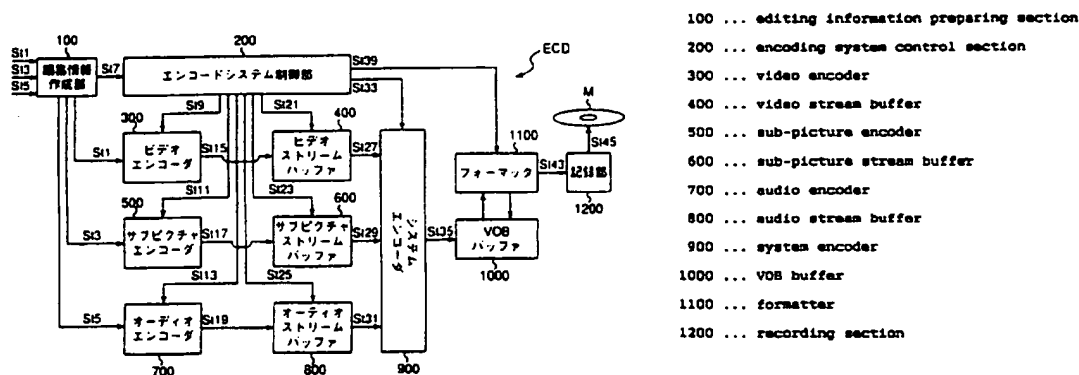 100
200
ECD
St1
St3
St5
編集情報
作成部
St7
エンコードシステム制御部
St39
St33
St9
St21
300
400
M
St1
ビデオ
エンコーダ
St15
ビデオ
ストリーム
バッファ
St27
St45
1100
フォーマッタ
St43
記録部
1200
St11
St23
500
600
St3
サブピクチャ
エンコーダ
St17
サブピクチャ
ストリーム
バッファ
St29
システム
エンコーダ
St35
VOB
バッファ
1000
St13
St25
St5
オーディオ
エンコーダ
St19
オーディオ
ストリーム
バッファ
St31
700
800
900
100 ... editing information preparing section
200 ... encoding system control section
300 ... video encoder
400 ... video stream buffer
500 ... sub-picture encoder
600 ... sub-picture stream buffer
700 ... audio encoder
800 ... audio stream buffer
900 ... system encoder
1000 ... VOB buffer
1100 ... formatter
1200 ... recording section